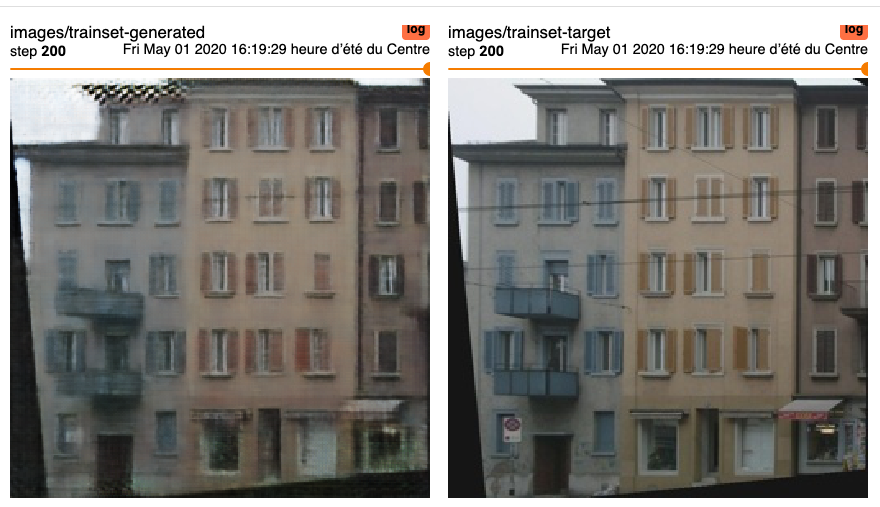 images/trainset-generated
log
step 200
Fri May 01 2020 16:19:29 heure d'été du Centre
images/trainset-target
log
step 200
Fri May 01 2020 16:19:29 heure d'été du Centre